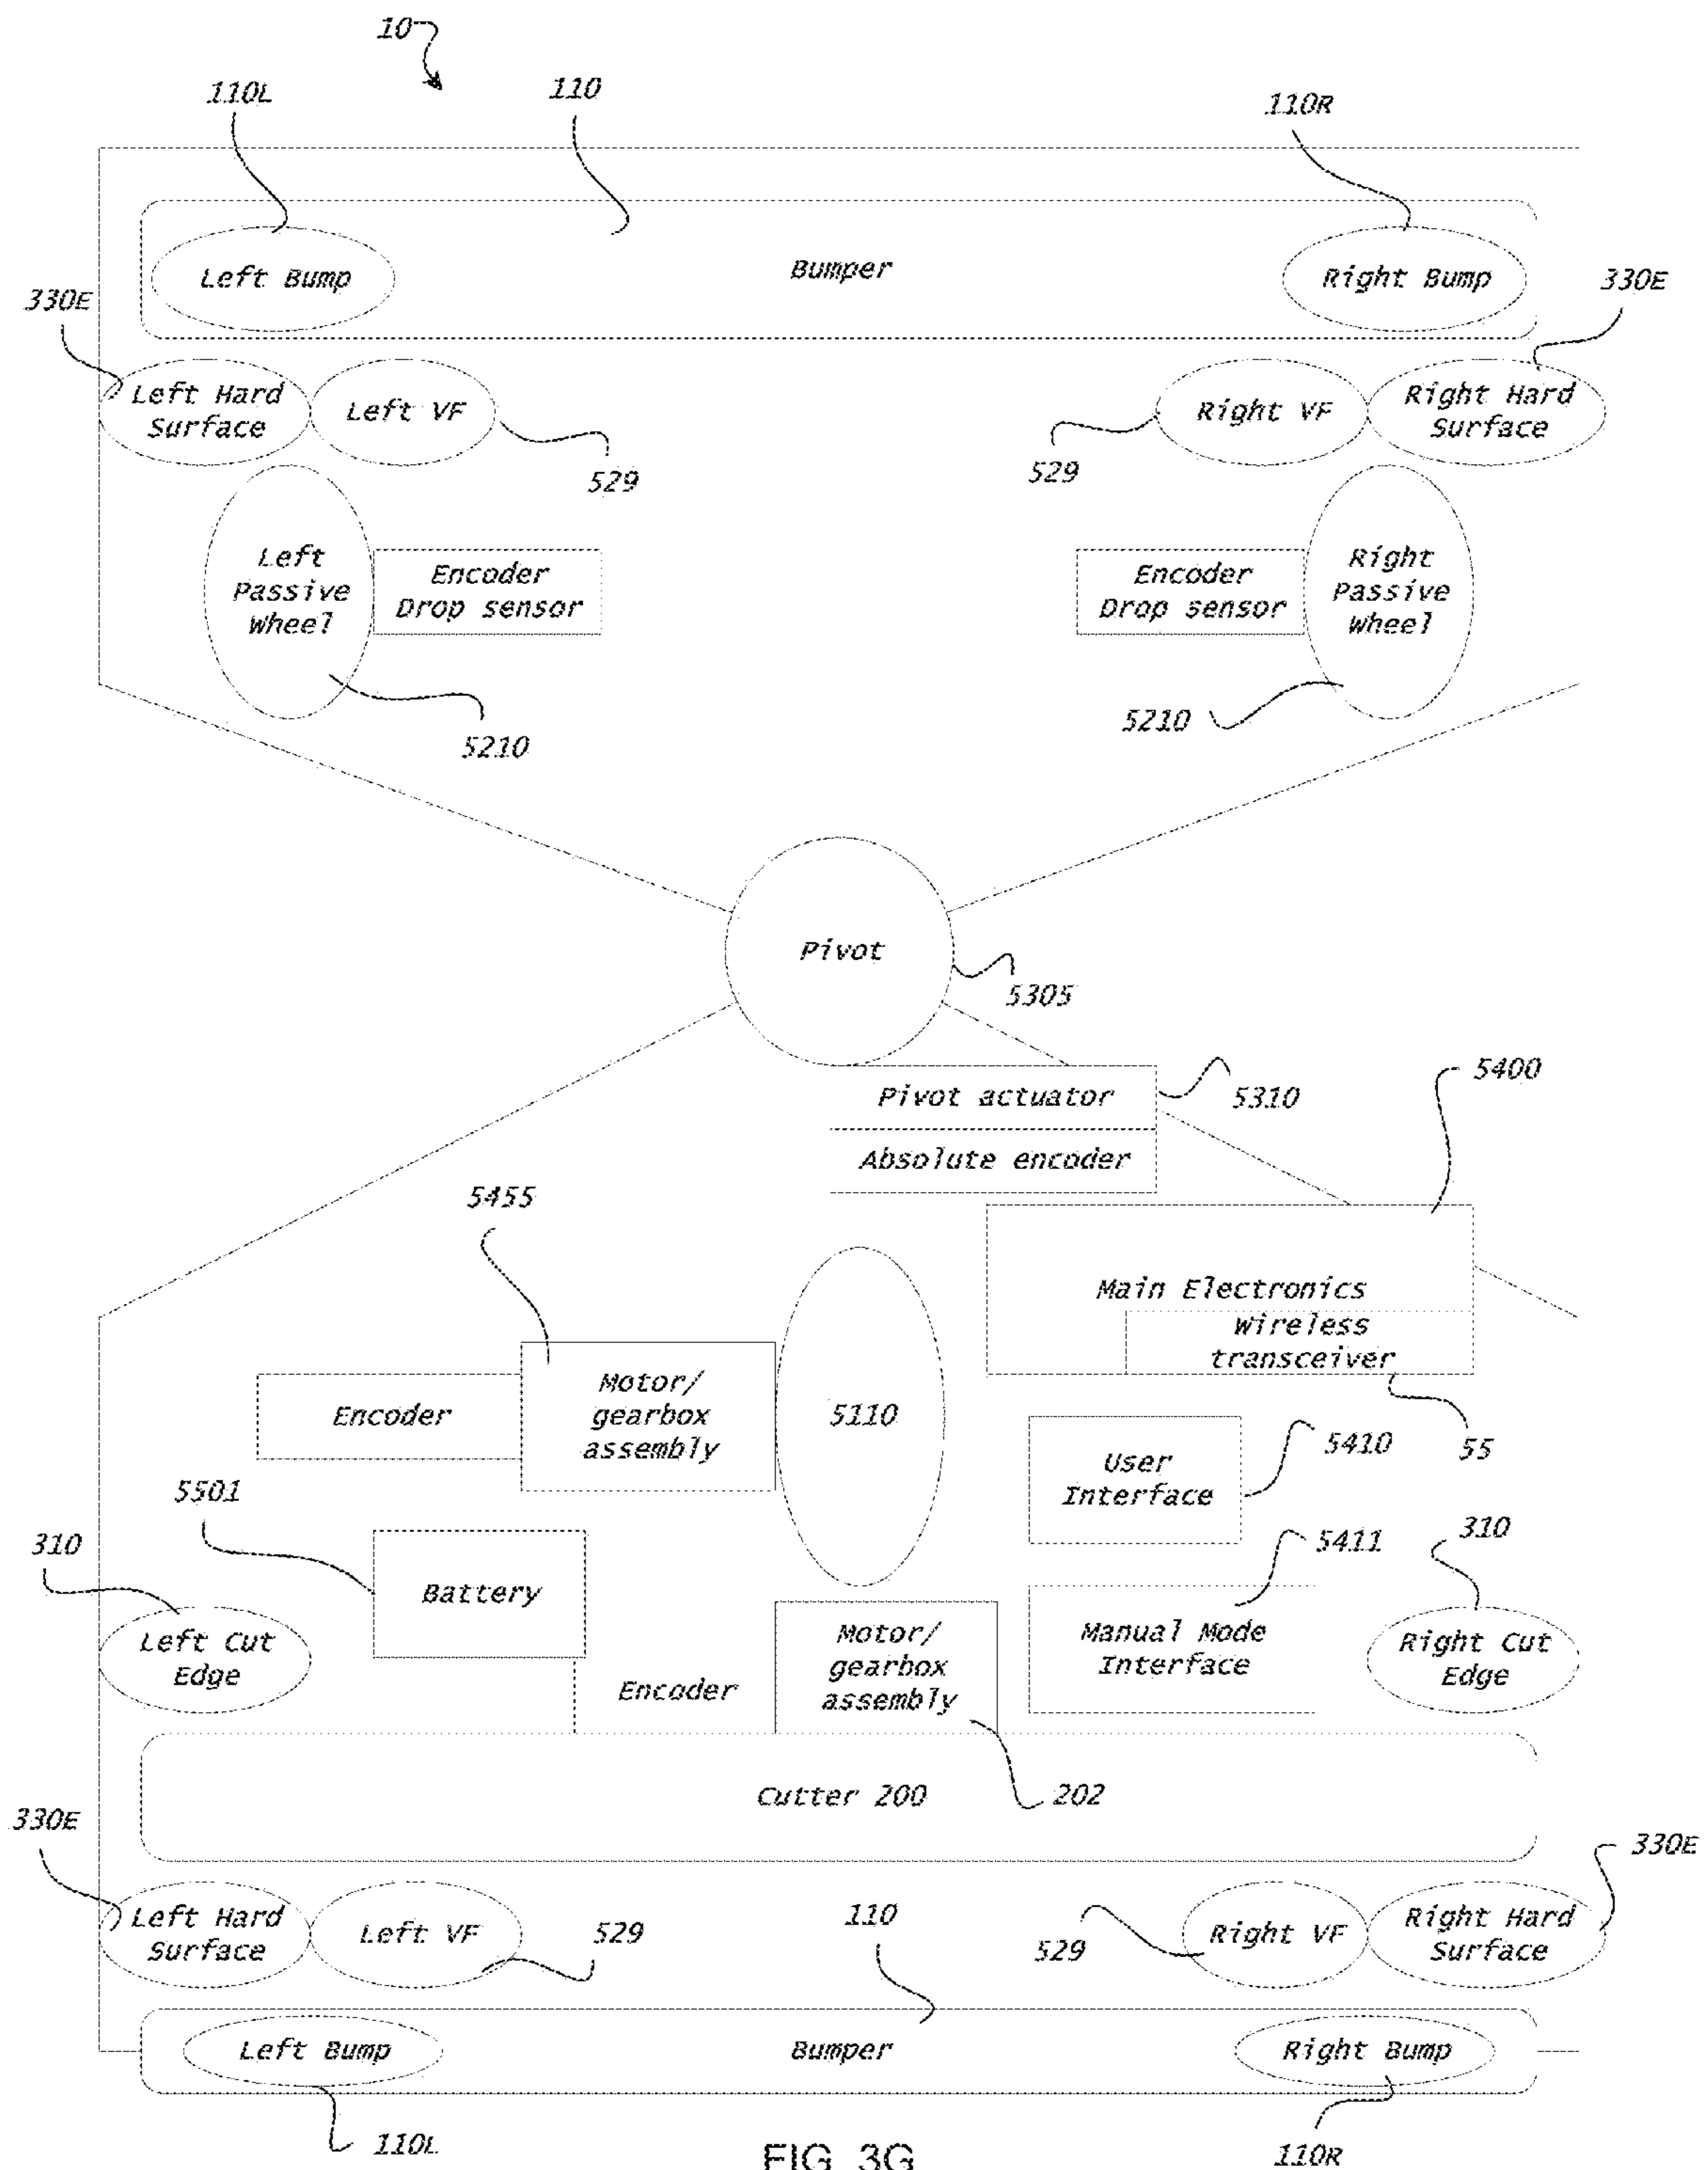 10
110L
110
110R
Left Bump
Bumper
Right Bump
330E
330E
Left Hard
Surface
Left VF
Right VF
Right Hard
Surface
529
529
Left
Passive
Wheel
Encoder
Drop sensor
Encoder
Drop sensor
Right
Passive
Wheel
5210
5210
Pivot
5305
5400
Pivot actuator
5310
Absolute encoder
5455
Main Electronics
Wireless
transceiver
Encoder
Motor/
gearbox
assembly
5110
55
User
Interface
5410
5501
310
Battery
5411
310
Left Cut
Edge
Encoder
Motor/
gearbox
assembly
Manual Mode
Interface
Right Cut
Edge
Cutter 200
202
330E
330E
Left Hard
Surface
Left VF
529
110
529
Right VF
Right Hard
Surface
Left Bump
Bumper
Right Bump
110L
110R
FIG. 3G